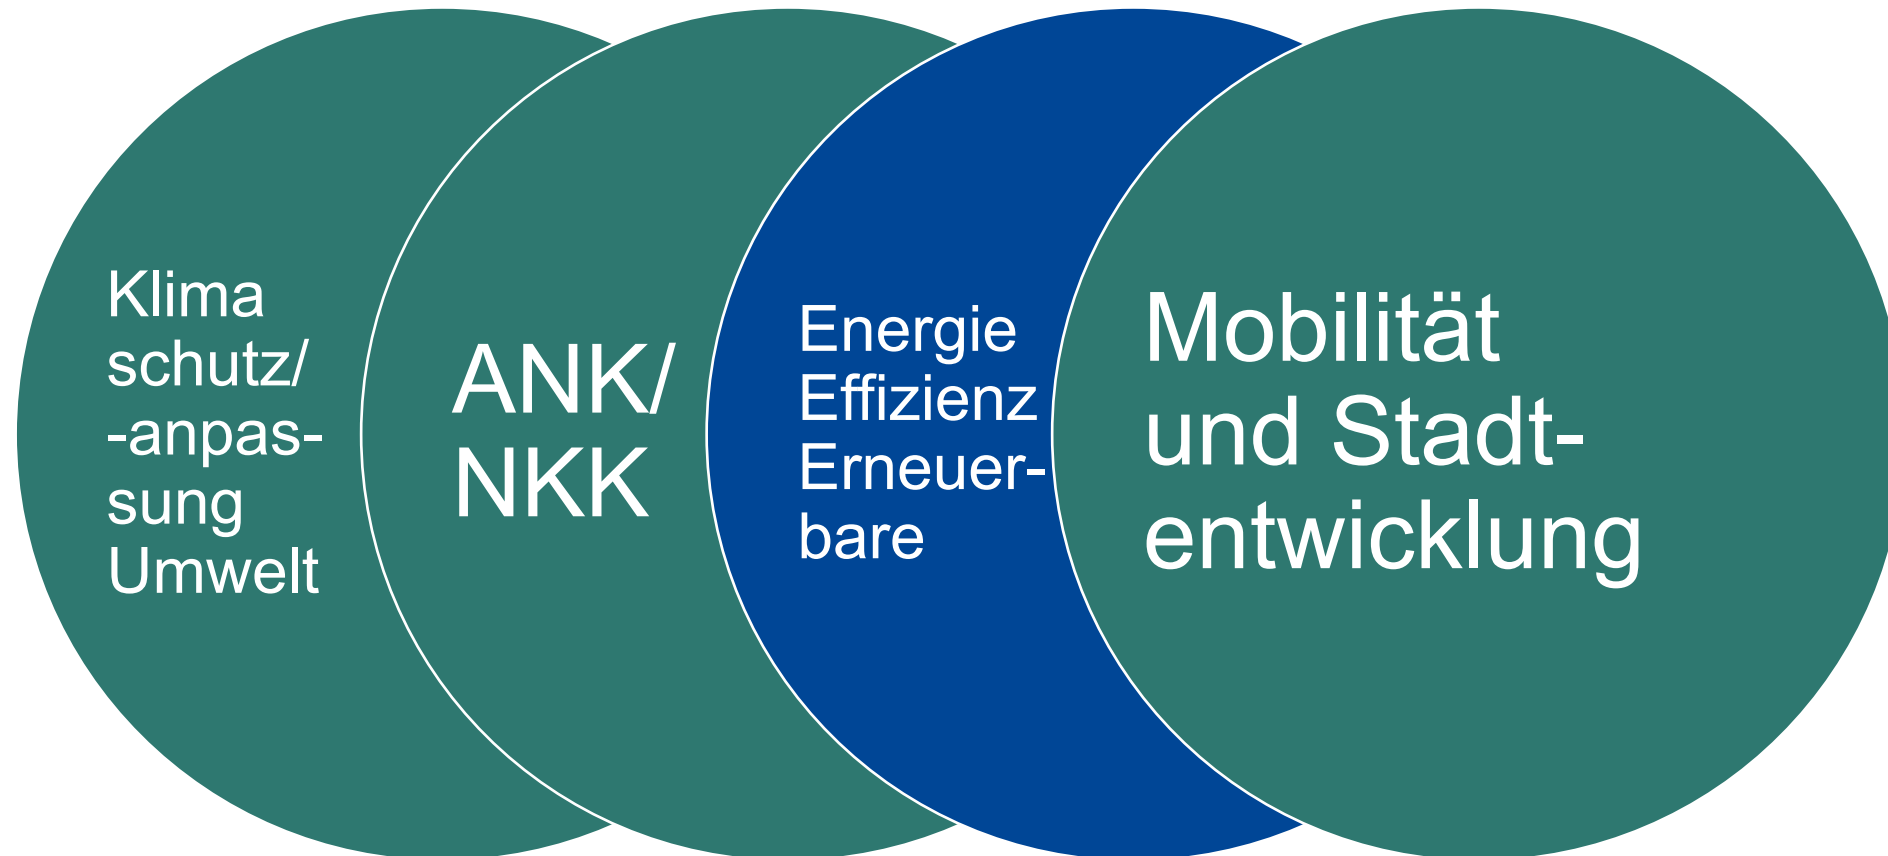 Klima
schutz/
-anpas-
sung
Umwelt
ANK/
NKK
Energie
Effizienz
Erneuer-
bare
Mobilität
und Stadt-
entwicklung